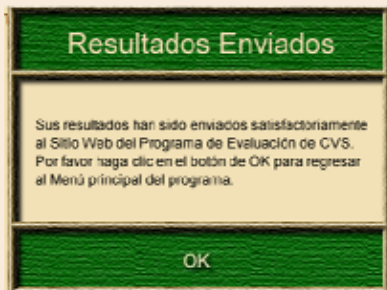 Resultados Enviados
Sus resultados han sido enviados satisfactoriamente
al Sitio Web del Programa de Evaluación de CVS.
Por favor haga clic en el botón de OK para regresar
al Menú principal del programa.
OK